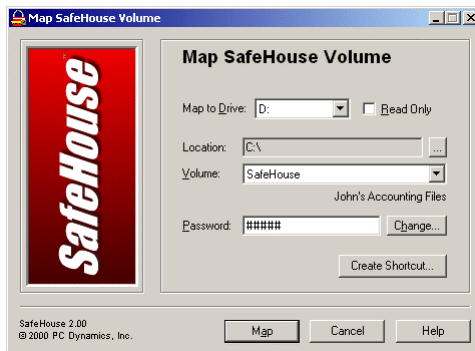 Map SafeHouse Volume
SafeHouse
Map SafeHouse Volume
Map to Drive: D: Read Only
Location: C:\ ...
Volume: SafeHouse
John's Accounting Files
Password: ##### Change...
Create Shortcut...
SafeHouse 2.00
© 2000 PC Dynamics, Inc.
Map Cancel Help